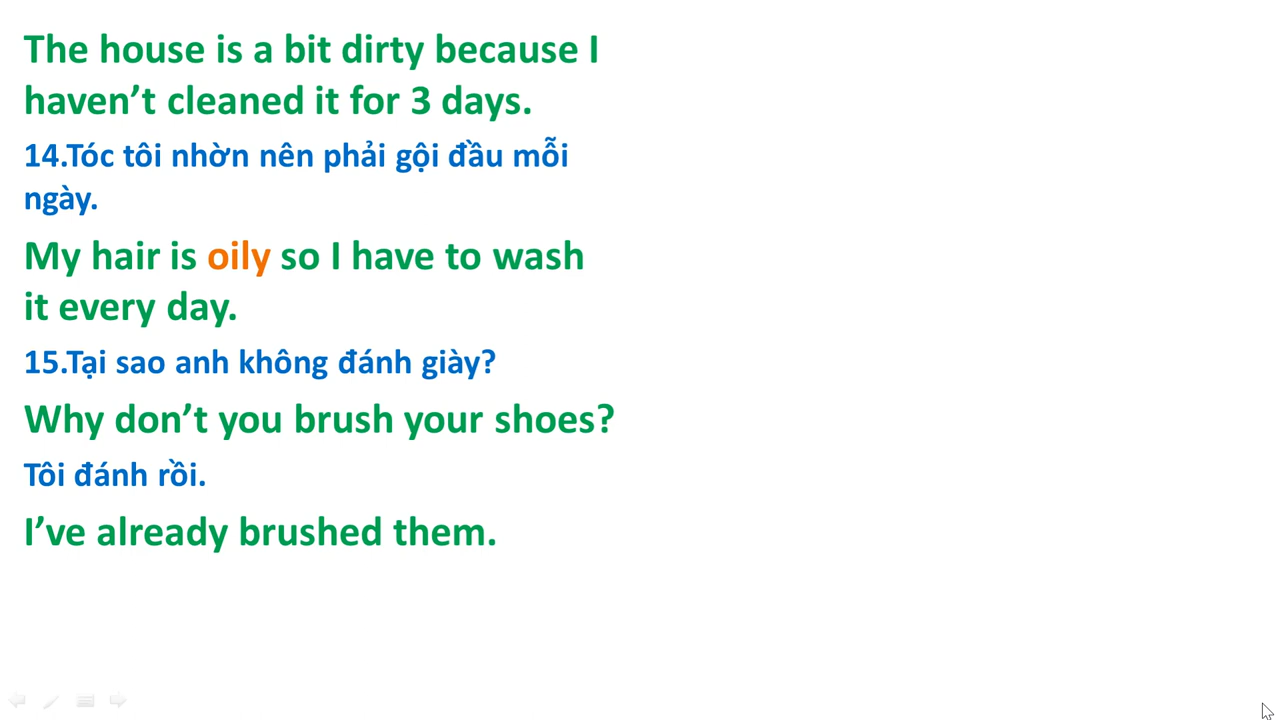 The house is a bit dirty because I
haven’t cleaned it for 3 days.
14.Tóc tôi nhờn nên phải gội đầu mỗi
ngày.
My hair is oily so I have to wash
it every day.
15.Tại sao anh không đánh giày?
Why don’t you brush your shoes?
Tôi đánh rồi.
I’ve already brushed them.